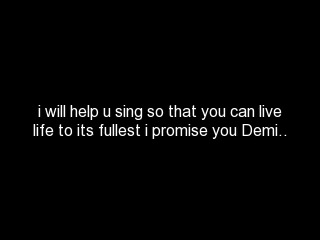 i will help u sing so that you can live
life to its fullest i promise you Demi..